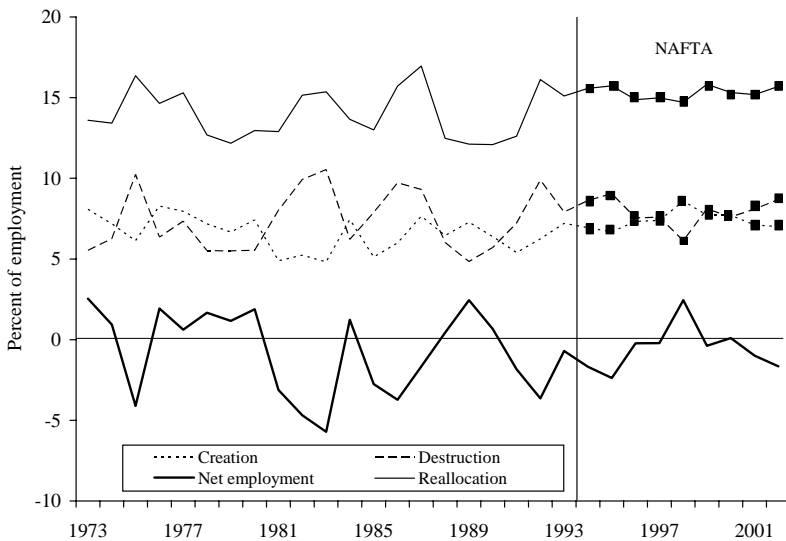 20
NAFTA
15
10
5
0
-5
-10
Percent of employment
Creation
Destruction
Net employment
Reallocation
1973 1977 1981 1985 1989 1993 1997 2001